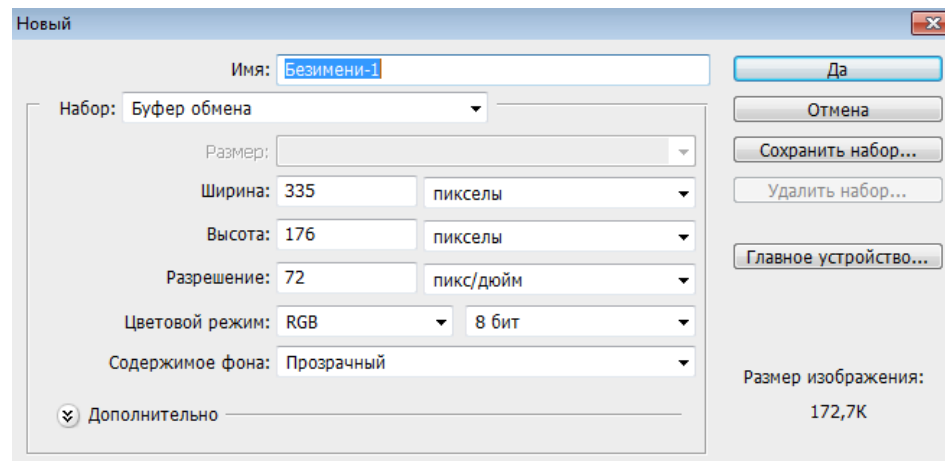 Новый
Имя: Безимени-1
Да
Набор: Буфер обмена
Отмена
Размер:
Сохранить набор...
Ширина: 335 пикселы
Удалить набор...
Высота: 176 пикселы
Главное устройство...
Разрешение: 72 пикс/дюйм
Цветовой режим: RGB 8 бит
Содержимое фона: Прозрачный
Размер изображения:
172,7K
Дополнительно